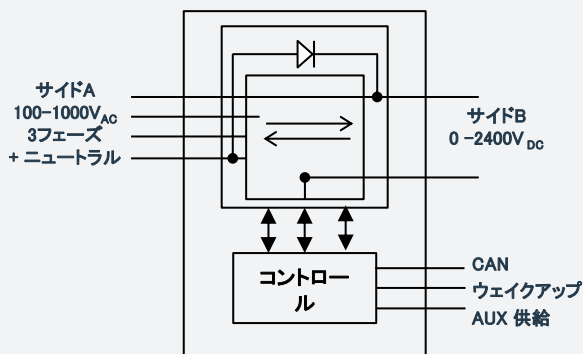 サイドA
100-1000VAC
3フェーズ
+ ニュートラル
サイドB
0 -2400V DC
コントロー
ル
CAN
ウェイクアップ
AUX 供給